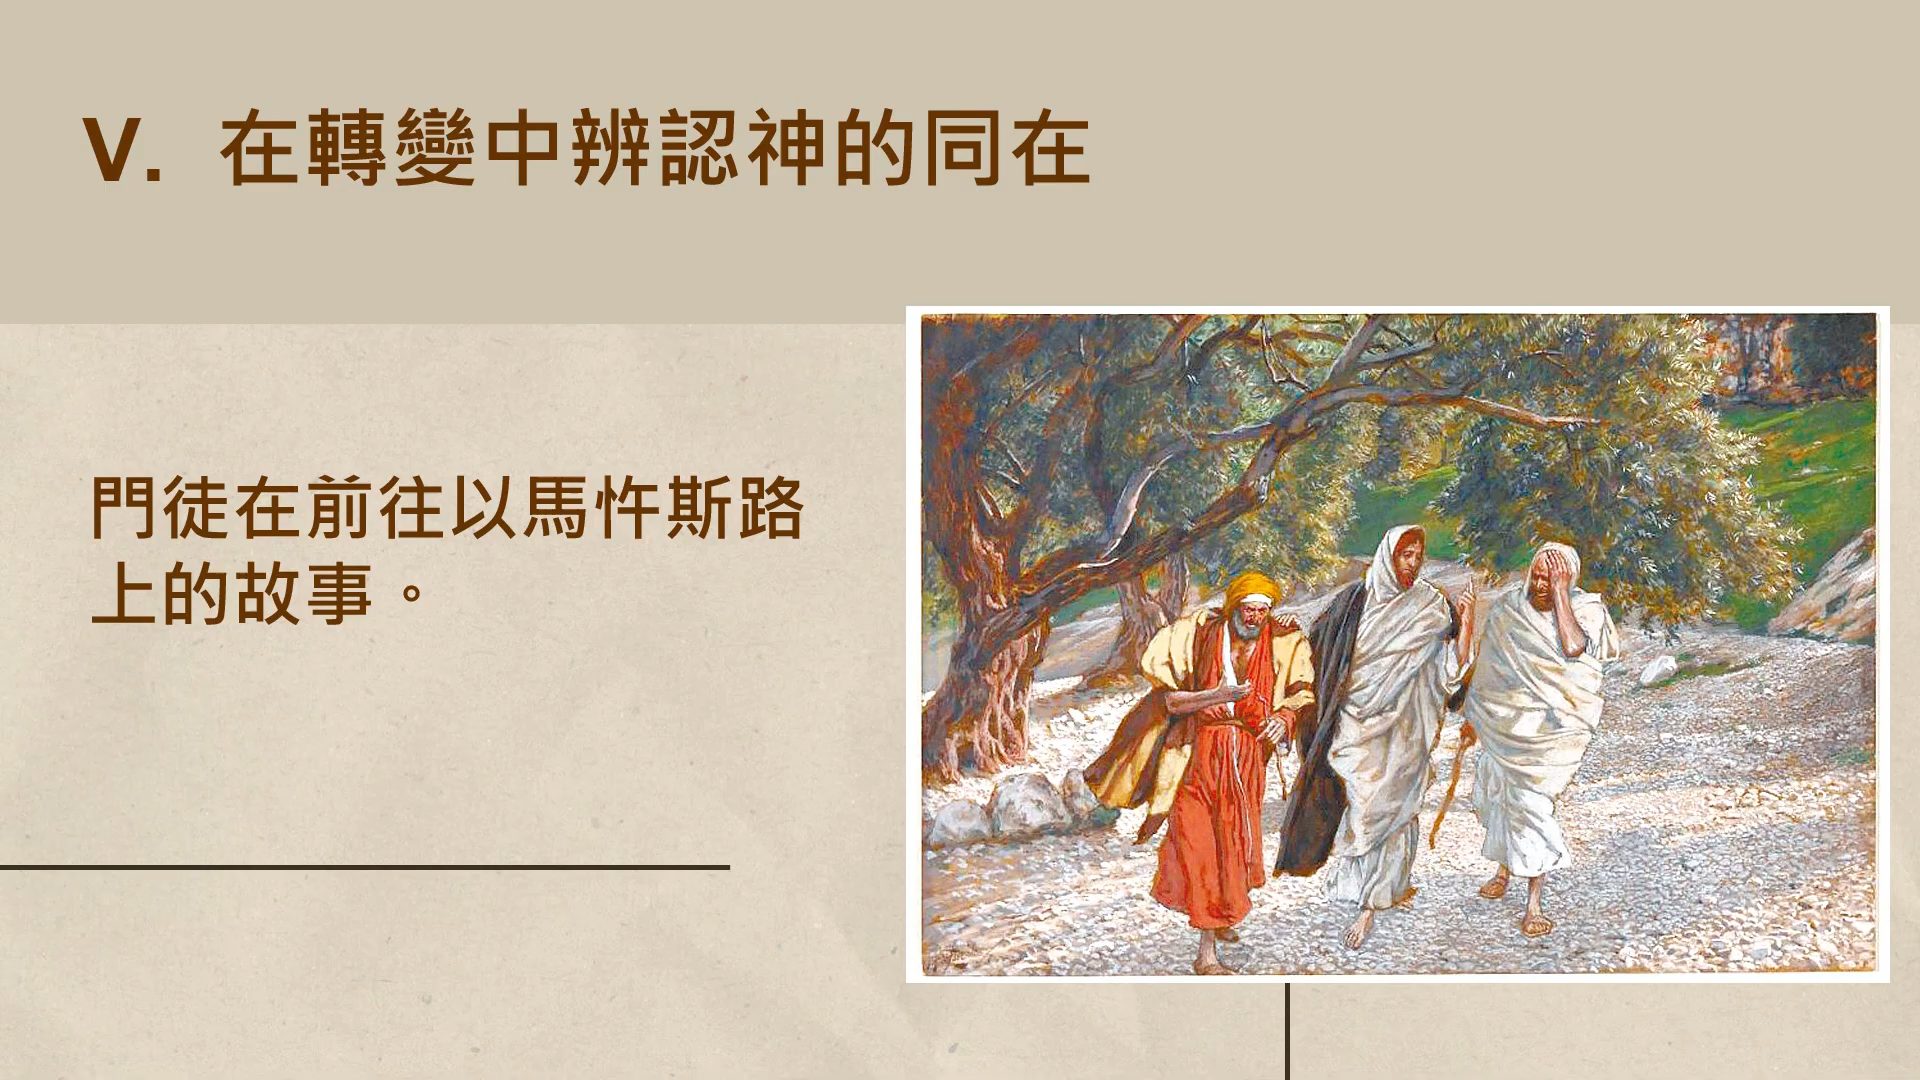 V. 在轉變中辨認神的同在
門徒在前往以馬忤斯路
上的故事。